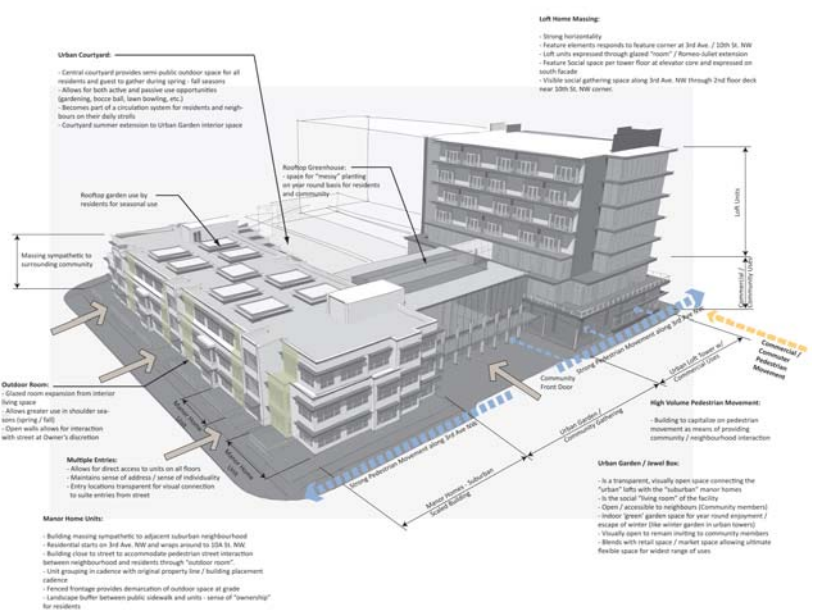 Loft Home Massing:
- Strong horizontality
- Feature elements responds to feature corner at 3rd Ave. / 10th St. NW
- Loft units expressed through glazed "room" / Romeo-Juliet extension
- Feature Social space per tower floor at elevator core and expressed on
south facade
- Visible social gathering space along 3rd Ave. NW through 2nd floor deck
near 10th St. NW corner.
Urban Courtyard:
- Central courtyard provides semi public outdoor space for all
residents and guest to gather during spring - fall seasons
- Allows for both active and passive use opportunities
(gardening, bocce ball, lawn bowling, etc.)
- Becomes part of a circulation system for residents and neigh-
bours on their daily strolls
- Courtyard summer extension to Urban Garden interior space
Rooftop Greenhouse:
- space for "messy" planting
on year round basis for residents
and community
Rooftop garden use by
residents for seasonal use
Massing sympathetic to
surrounding community
Loft Units
Commercial /
Community Uses
Commercial /
Commuter
Pedestrian
Movement
Strong Pedestrian Movement along 3rd Ave NW
Urban Loft Tower w/
Commercial Uses
Community
Front Door
Urban Garden /
Community Gathering
Strong Pedestrian Movement along 3rd Ave NW
Manor Homes - Suburban
Scaled Building
Manor Home
Unit
Manor Home
Unit
Outdoor Room:
- Glazed room expansion from interior
living space
- Allows greater use in shoulder sea-
sons (spring / fall)
- Open walls allows for interaction
with street at Owner's discretion
Multiple Entries:
- Allows for direct access to units on all floors
- Maintains sense of address / sense of individuality
- Entry locations transparent for visual connection
to suite entries from street
High Volume Pedestrian Movement:
- Building to capitalize on pedestrian
movement as means of providing
community / neighbourhood interaction
Urban Garden / Jewel Box:
- Is a transparent, visually open space connecting the
"urban" lofts with the "suburban" manor homes
- Is the social "living room" of the facility
- Open / accessible to neighbours (Community members)
- Indoor 'green' garden space for year round enjoyment /
escape of winter (like winter garden in urban towers)
- Visually open to remain inviting to community members
- Blends with retail space / market space allowing ultimate
flexible space for widest range of uses
Manor Home Units:
- Building massing sympathetic to adjacent suburban neighbourhood
- Residential starts on 3rd Ave. NW and wraps around to 10A St. NW.
- Building close to street to accommodate pedestrian street interaction
between neighbourhood and residents through "outdoor room".
- Unit grouping in cadence with original property line / building placement
cadence
- Fenced frontage provides demarcation of outdoor space at grade
- Landscape buffer between public sidewalk and units - sense of "ownership"
for residents